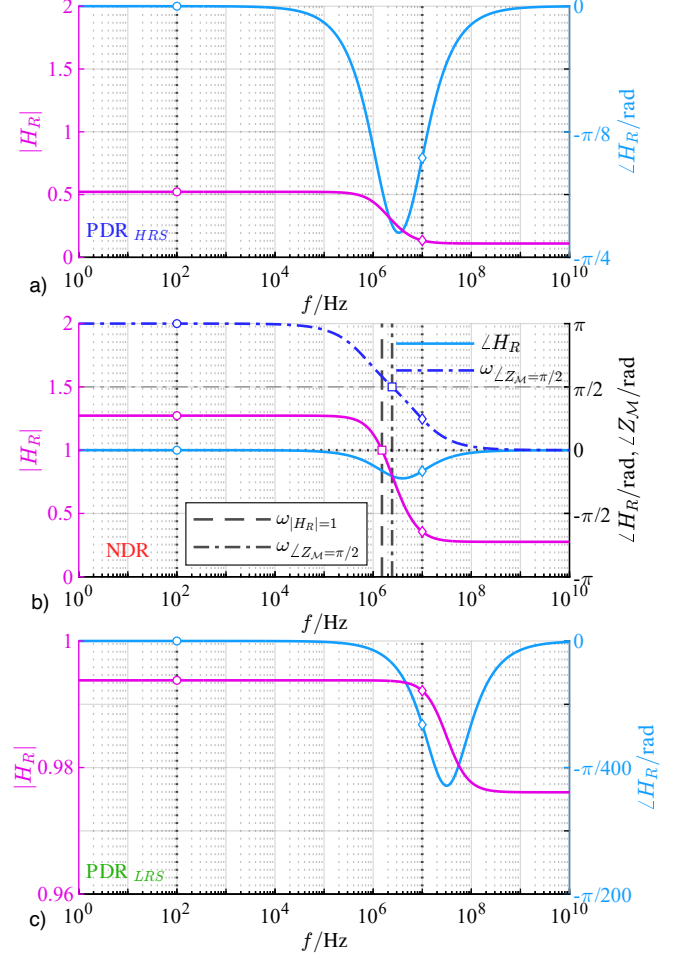 2
1.5
1
0.5
0
|H_R|
PDR HRS
0
-π/8
-π/4
∠H_R/rad
10^0 10^2 10^4 10^6 10^8 10^10
a)
f/Hz
2
1.5
1
0.5
0
|H_R|
NDR
∠H_R
ω_{∠Z_M=π/2}
ω_{|H_R|=1}
ω_{∠Z_M=π/2}
π
π/2
0
-π/2
-π
∠H_R/rad, ∠Z_M/rad
10^0 10^2 10^4 10^6 10^8 10^10
b)
f/Hz
1
0.98
0.96
|H_R|
PDR LRS
0
-π/400
-π/200
∠H_R/rad
10^0 10^2 10^4 10^6 10^8 10^10
c)
f/Hz